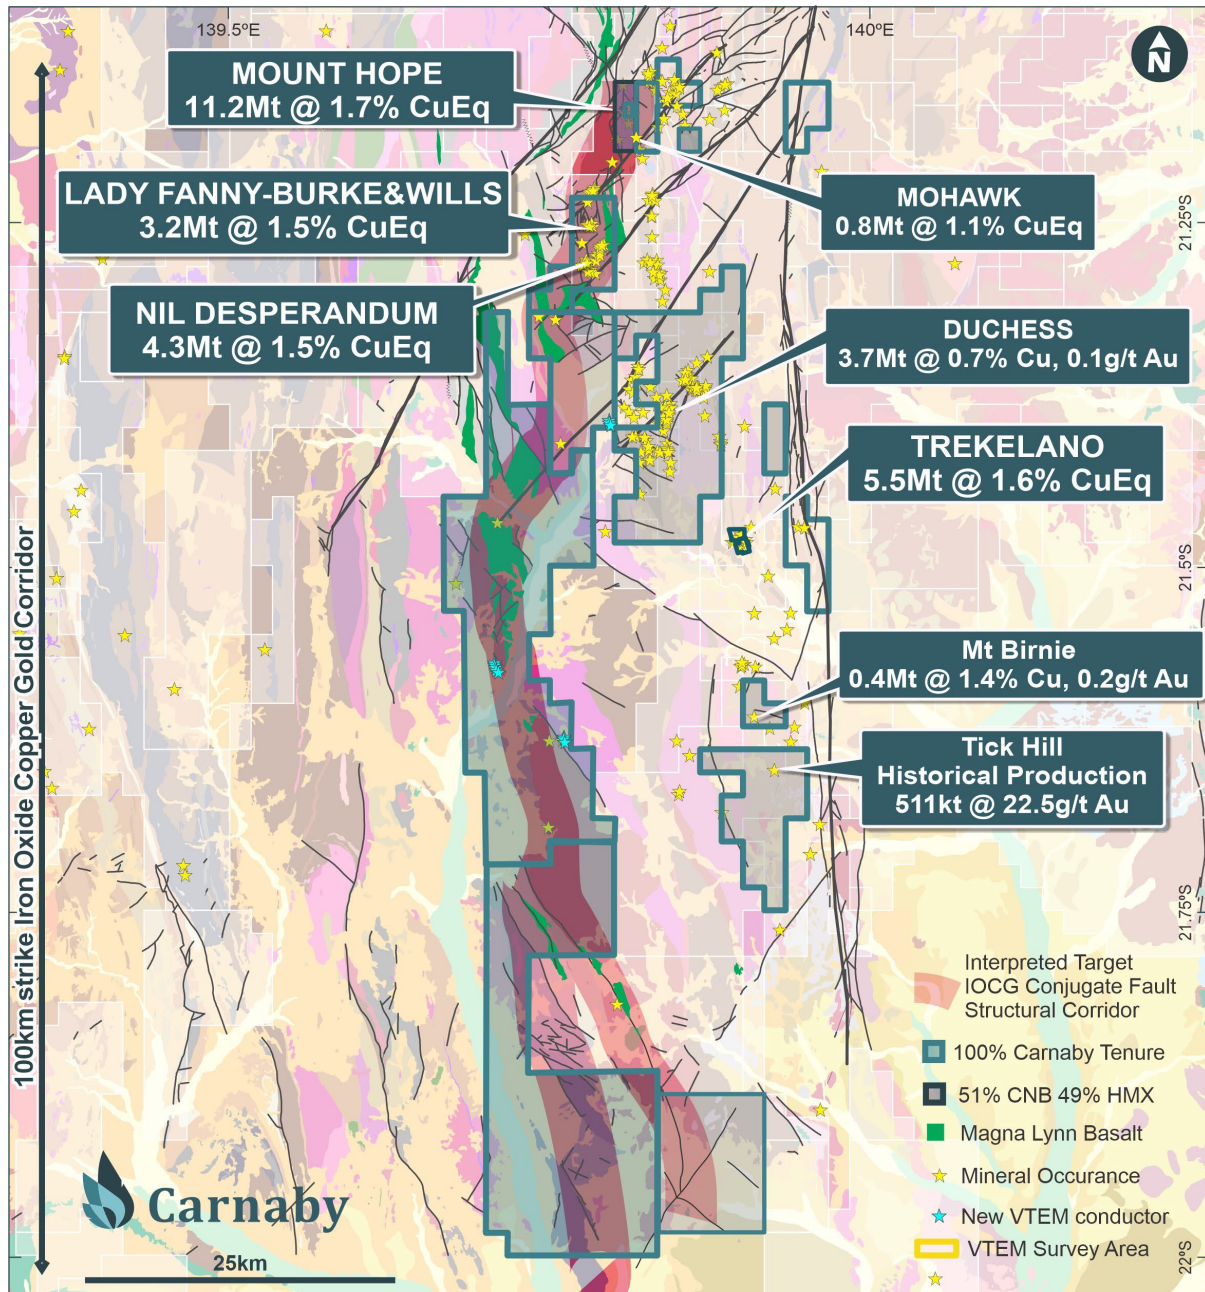 139.5°E
140°E
N
MOUNT HOPE
11.2Mt @ 1.7% CuEq
LADY FANNY-BURKE&WILLS
3.2Mt @ 1.5% CuEq
MOHAWK
0.8Mt @ 1.1% CuEq
21.25°S
NIL DESPERANDUM
4.3Mt @ 1.5% CuEq
DUCHESS
3.7Mt @ 0.7% Cu, 0.1g/t Au
TREKELANO
5.5Mt @ 1.6% CuEq
21.5°S
Mt Birnie
0.4Mt @ 1.4% Cu, 0.2g/t Au
Tick Hill
Historical Production
511kt @ 22.5g/t Au
21.75°S
100km strike Iron Oxide Copper Gold Corridor
Interpreted Target
IOCG Conjugate Fault
Structural Corridor
100% Carnaby Tenure
51% CNB 49% HMX
Magna Lynn Basalt
Mineral Occurance
New VTEM conductor
VTEM Survey Area
22°S
Carnaby
25km